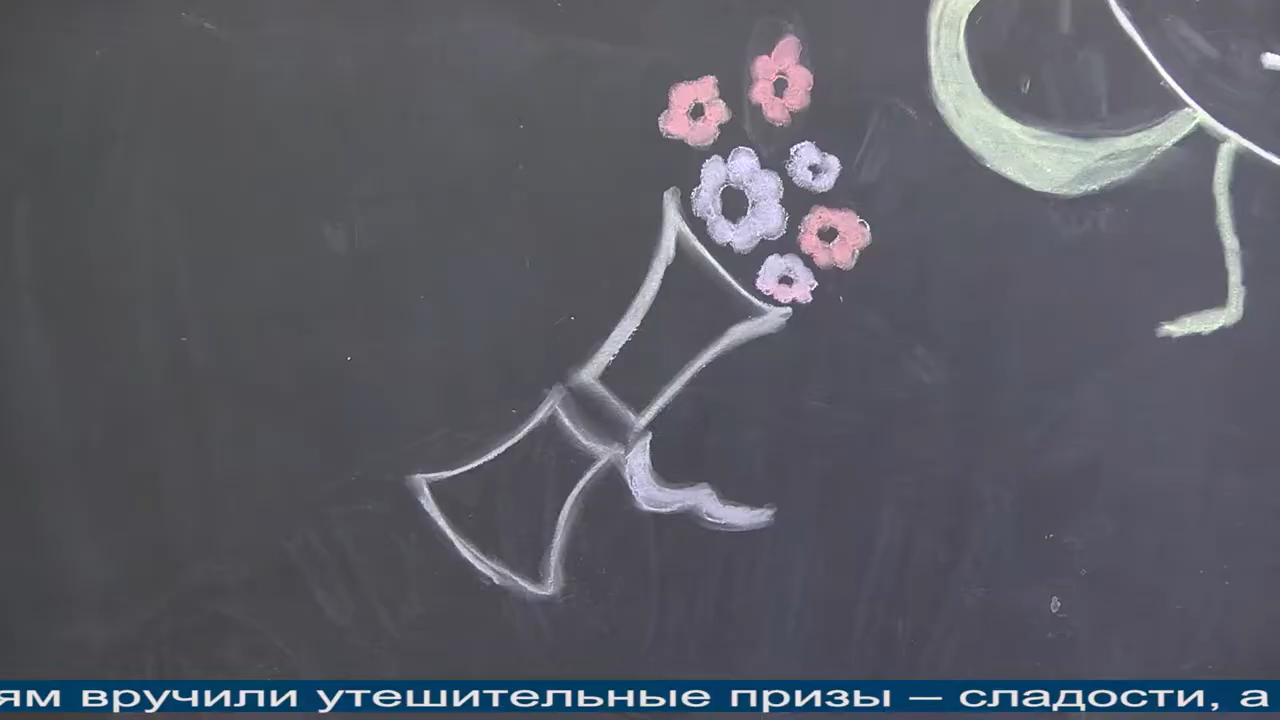 ям вручили утешительные призы — сладости, а